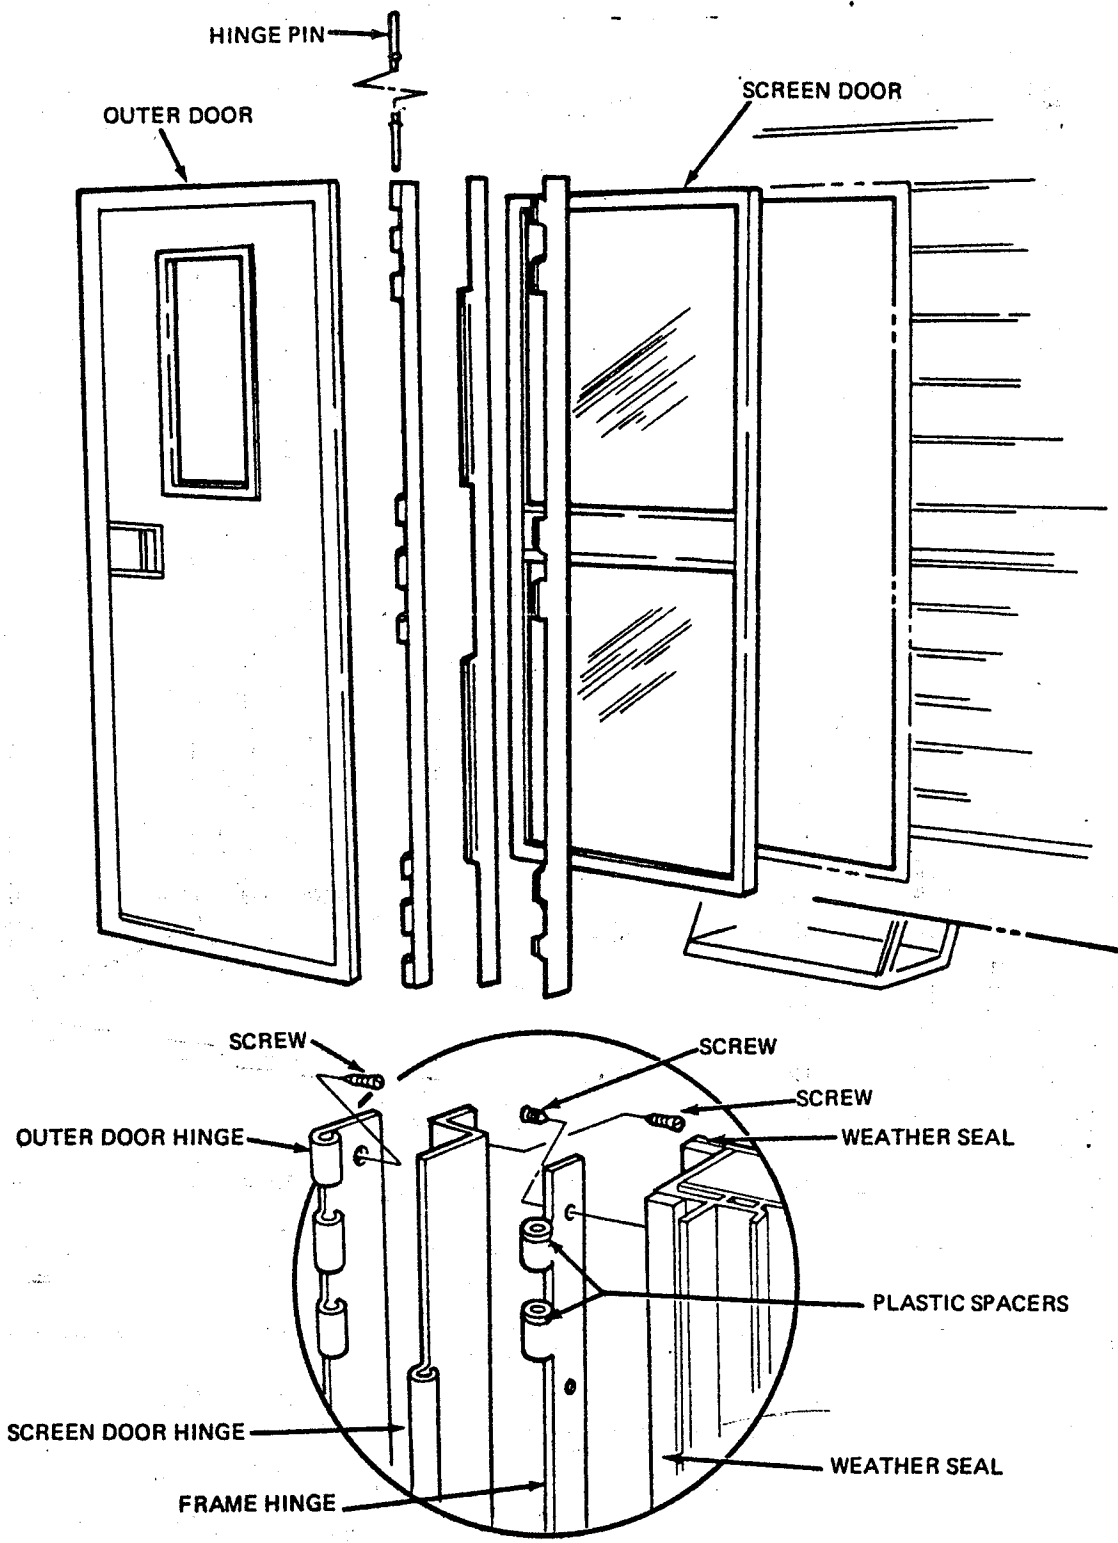 HINGE PIN
SCREEN DOOR
OUTER DOOR
SCREW
SCREW
SCREW
OUTER DOOR HINGE
WEATHER SEAL
PLASTIC SPACERS
SCREEN DOOR HINGE
WEATHER SEAL
FRAME HINGE